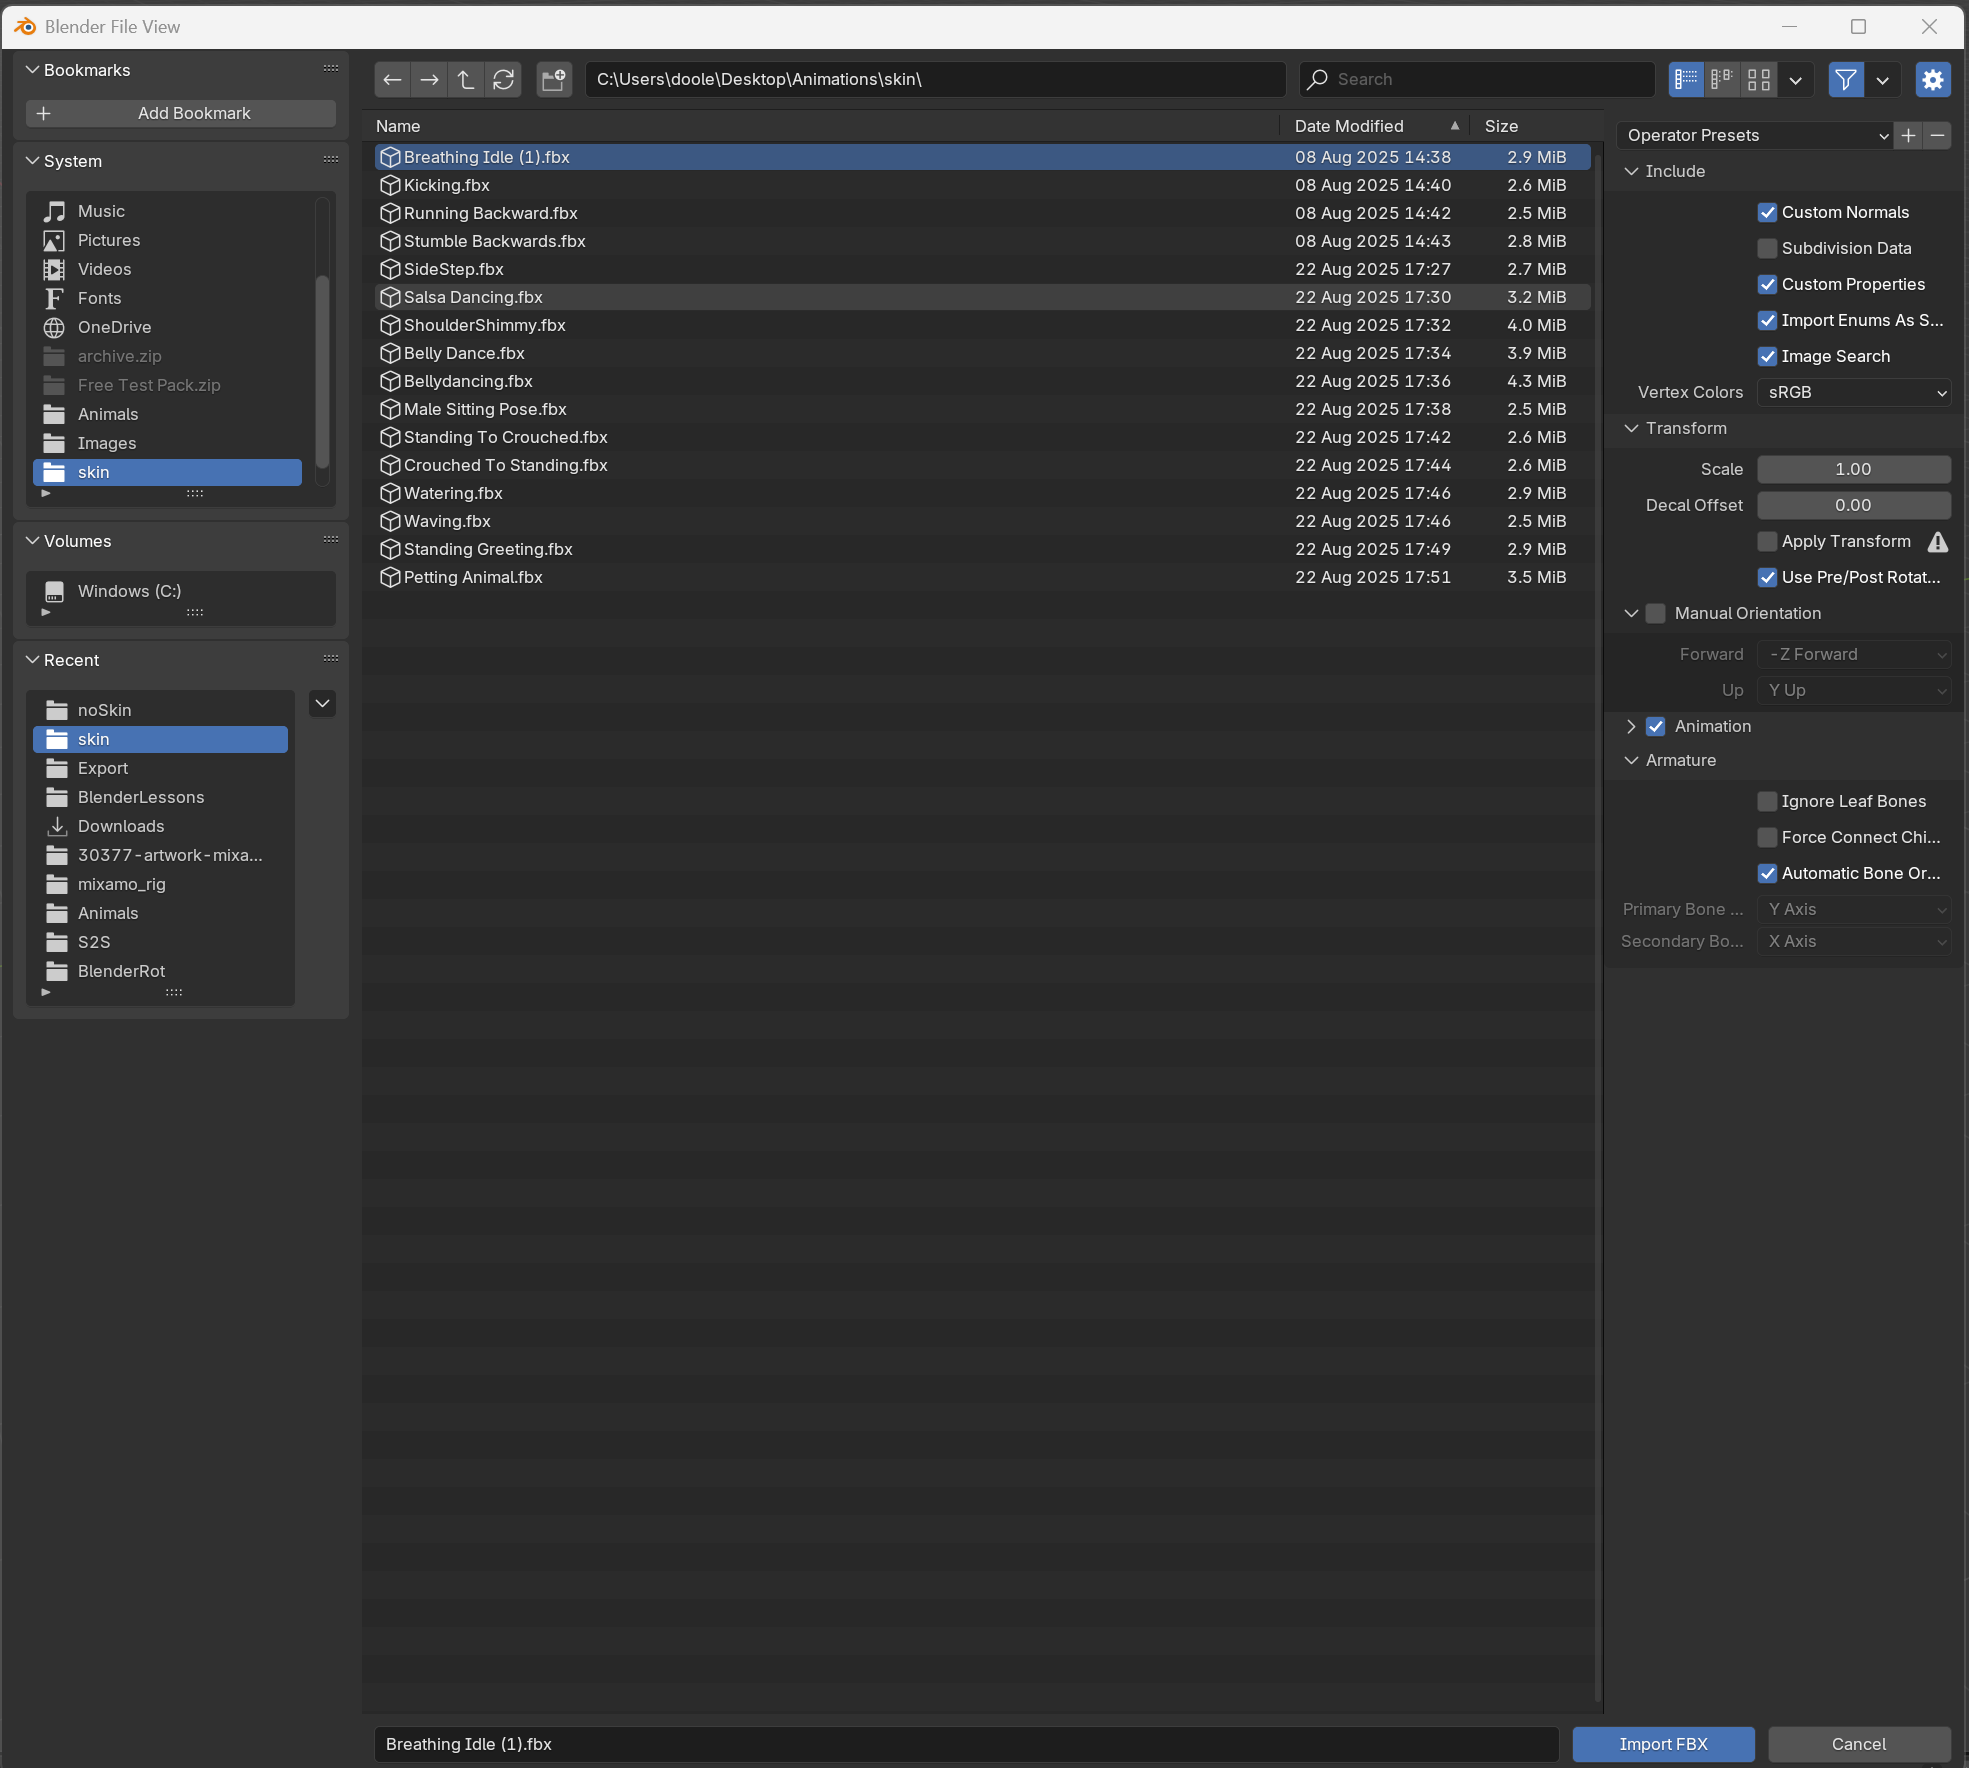 Blender File View
Bookmarks
Add Bookmark
System
Music
Pictures
Videos
Fonts
OneDrive
archive.zip
Free Test Pack.zip
Animals
Images
skin
Volumes
Windows (C:)
Recent
noSkin
skin
Export
BlenderLessons
Downloads
30377-artwork-mixa...
mixamo_rig
Animals
S2S
BlenderRot
C:\Users\doole\Desktop\Animations\skin\
Search
Name Date Modified Size
Breathing Idle (1).fbx 08 Aug 2025 14:38 2.9 MiB
Kicking.fbx 08 Aug 2025 14:40 2.6 MiB
Running Backward.fbx 08 Aug 2025 14:42 2.5 MiB
Stumble Backwards.fbx 08 Aug 2025 14:43 2.8 MiB
SideStep.fbx 22 Aug 2025 17:27 2.7 MiB
Salsa Dancing.fbx 22 Aug 2025 17:30 3.2 MiB
ShoulderShimmy.fbx 22 Aug 2025 17:32 4.0 MiB
Belly Dance.fbx 22 Aug 2025 17:34 3.9 MiB
Bellydancing.fbx 22 Aug 2025 17:36 4.3 MiB
Male Sitting Pose.fbx 22 Aug 2025 17:38 2.5 MiB
Standing To Crouched.fbx 22 Aug 2025 17:42 2.6 MiB
Crouched To Standing.fbx 22 Aug 2025 17:44 2.6 MiB
Watering.fbx 22 Aug 2025 17:46 2.9 MiB
Waving.fbx 22 Aug 2025 17:46 2.5 MiB
Standing Greeting.fbx 22 Aug 2025 17:49 2.9 MiB
Petting Animal.fbx 22 Aug 2025 17:51 3.5 MiB
Operator Presets
Include
Custom Normals
Subdivision Data
Custom Properties
Import Enums As S...
Image Search
Vertex Colors sRGB
Transform
Scale 1.00
Decal Offset 0.00
Apply Transform
Use Pre/Post Rotat...
Manual Orientation
Forward -Z Forward
Up Y Up
Animation
Armature
Ignore Leaf Bones
Force Connect Chi...
Automatic Bone Or...
Primary Bone ... Y Axis
Secondary Bo... X Axis
Breathing Idle (1).fbx
Import FBX
Cancel